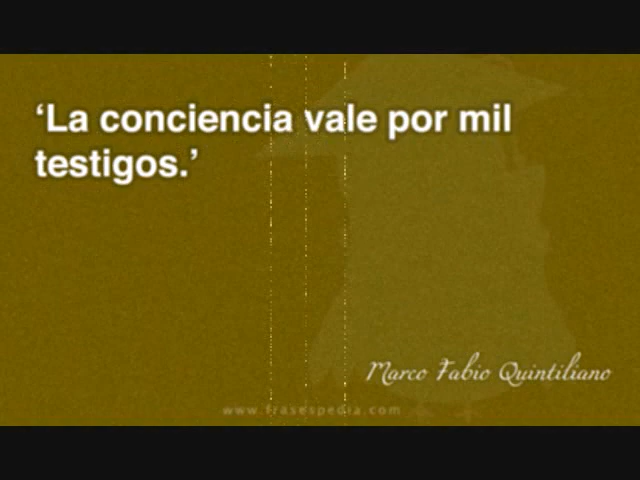 ‘La conciencia vale por mil
testigos.’
Marco Fabio Quintiliano
www.frasespedia.com